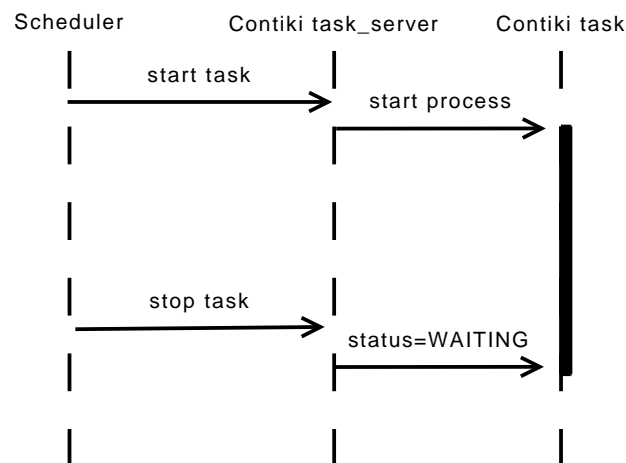 Scheduler
Contiki task_server
Contiki task
start task
start process
stop task
status=WAITING